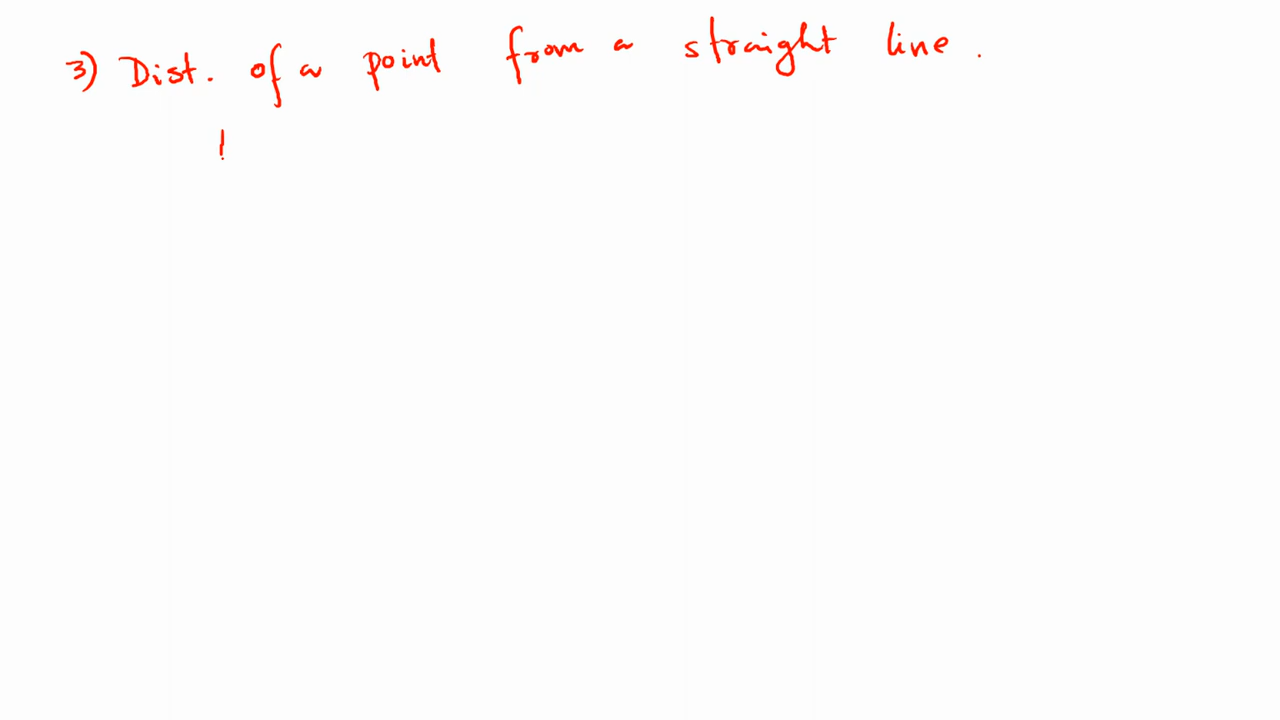 3) Dist. of a point from a straight line.